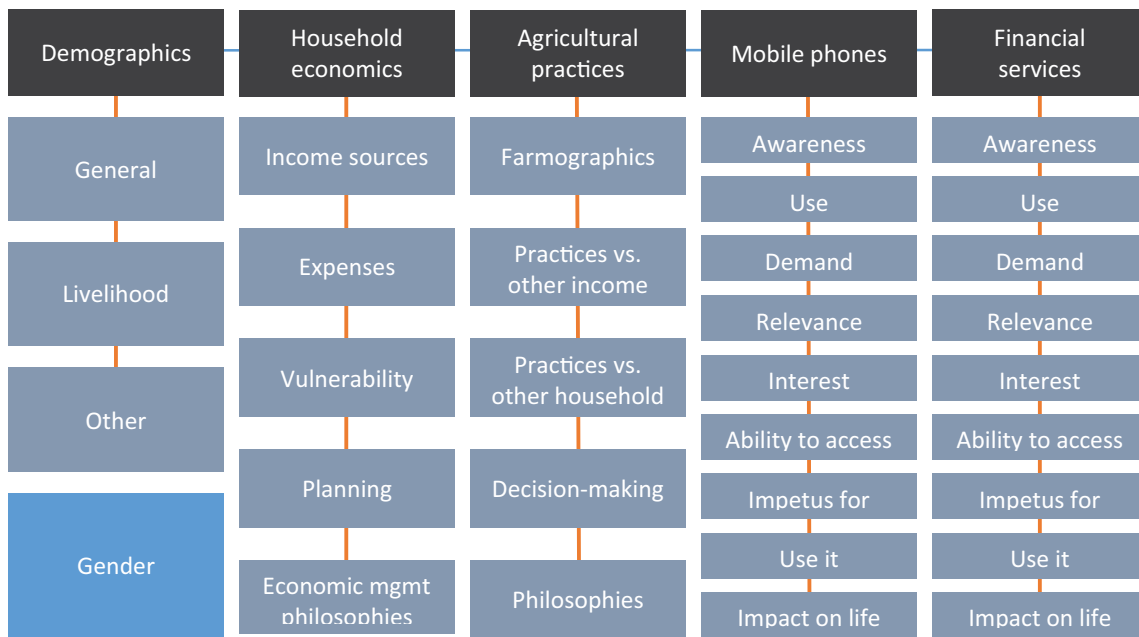 Demographics
Household
economics
Agricultural
practices
Mobile phones
Financial
services
General
Livelihood
Other
Gender
Income sources
Expenses
Vulnerability
Planning
Economic mgmt
philosophies
Farmographics
Practices vs.
other income
Practices vs.
other household
Decision-making
Philosophies
Awareness
Use
Demand
Relevance
Interest
Ability to access
Impetus for
Use it
Impact on life
Awareness
Use
Demand
Relevance
Interest
Ability to access
Impetus for
Use it
Impact on life